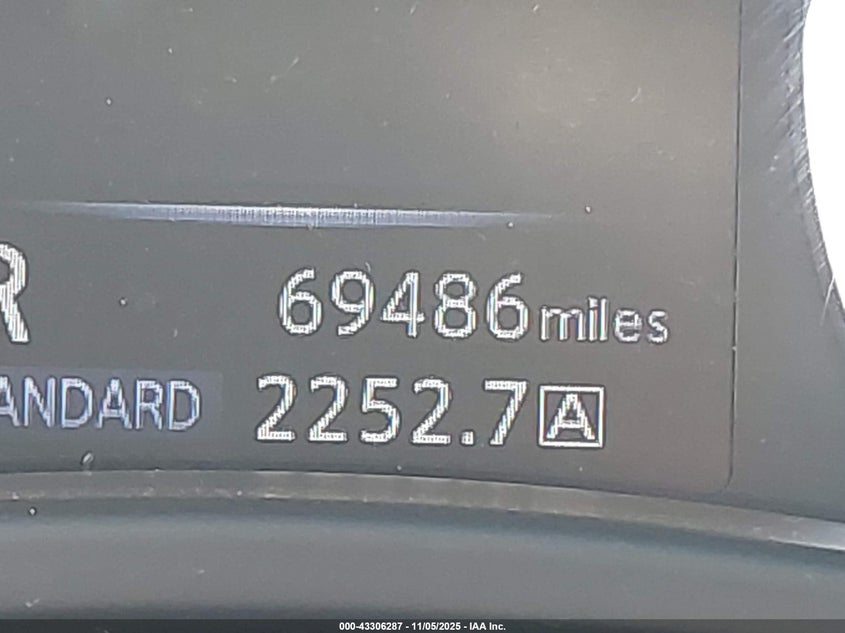 R
69486 miles
ANDARD 2252.7 A
000-43306287 - 11/05/2025 - IAA Inc.